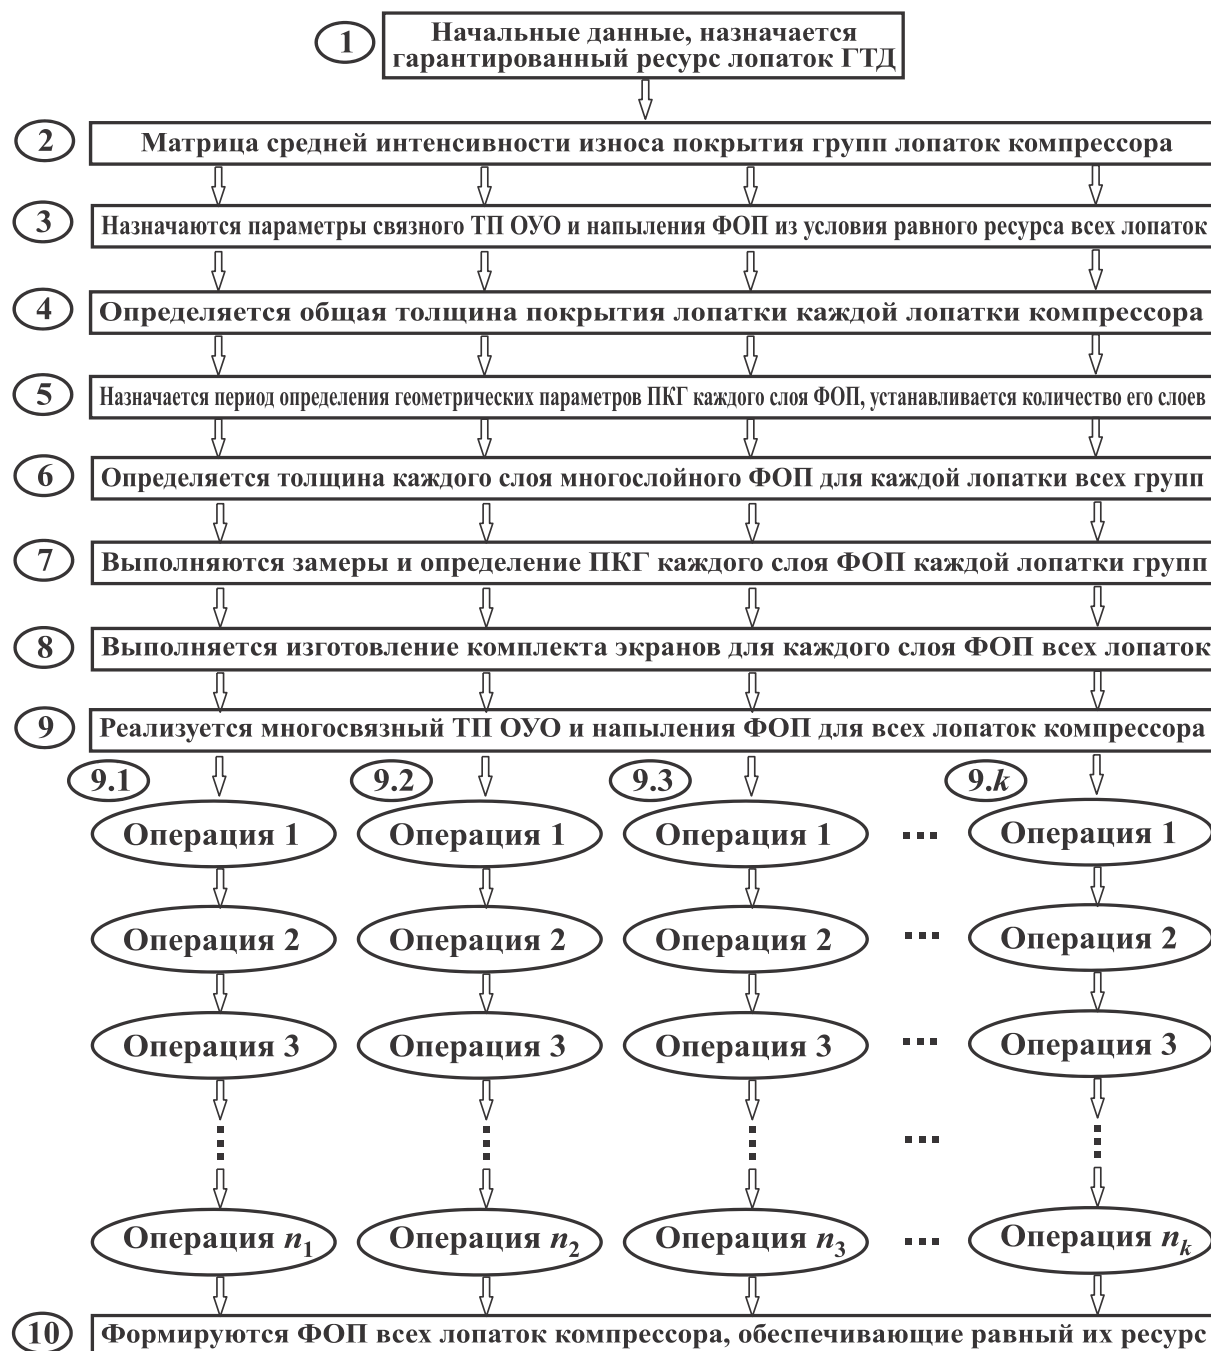 1
Начальные данные, назначается
гарантированный ресурс лопаток ГТД
2
Матрица средней интенсивности износа покрытия групп лопаток компрессора
3
Назначаются параметры связного ТП ОУО и напыления ФОП из условия равного ресурса всех лопаток
4
Определяется общая толщина покрытия лопатки каждой лопатки компрессора
5
Назначается период определения геометрических параметров ПКГ каждого слоя ФОП, устанавливается количество его слоев
6
Определяется толщина каждого слоя многослойного ФОП для каждой лопатки всех групп
7
Выполняются замеры и определение ПКГ каждого слоя ФОП каждой лопатки групп
8
Выполняется изготовление комплекта экранов для каждого слоя ФОП всех лопаток
9
Реализуется многосвязный ТП ОУО и напыления ФОП для всех лопаток компрессора
9.1 9.2 9.3 9.k
Операция 1 Операция 1 Операция 1 ... Операция 1
Операция 2 Операция 2 Операция 2 ... Операция 2
Операция 3 Операция 3 Операция 3 ... Операция 3
...
Операция n1 Операция n2 Операция n3 ... Операция nk
10
Формируются ФОП всех лопаток компрессора, обеспечивающие равный их ресурс